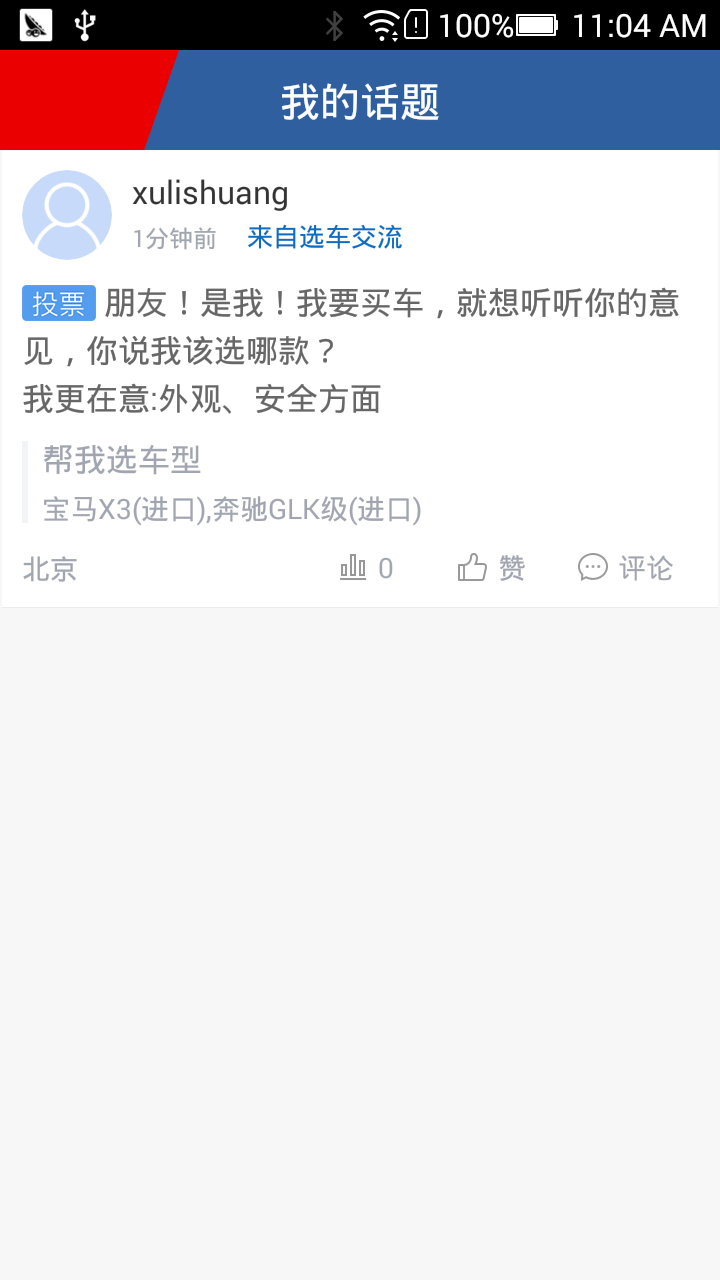 100% 11:04 AM
我的话题
xulishuang
1分钟前 来自选车交流
投票 朋友！是我！我要买车，就想听听你的意
见，你说我该选哪款？
我更在意:外观、安全方面
帮我选车型
宝马X3(进口),奔驰GLK级(进口)
北京 0 赞 评论